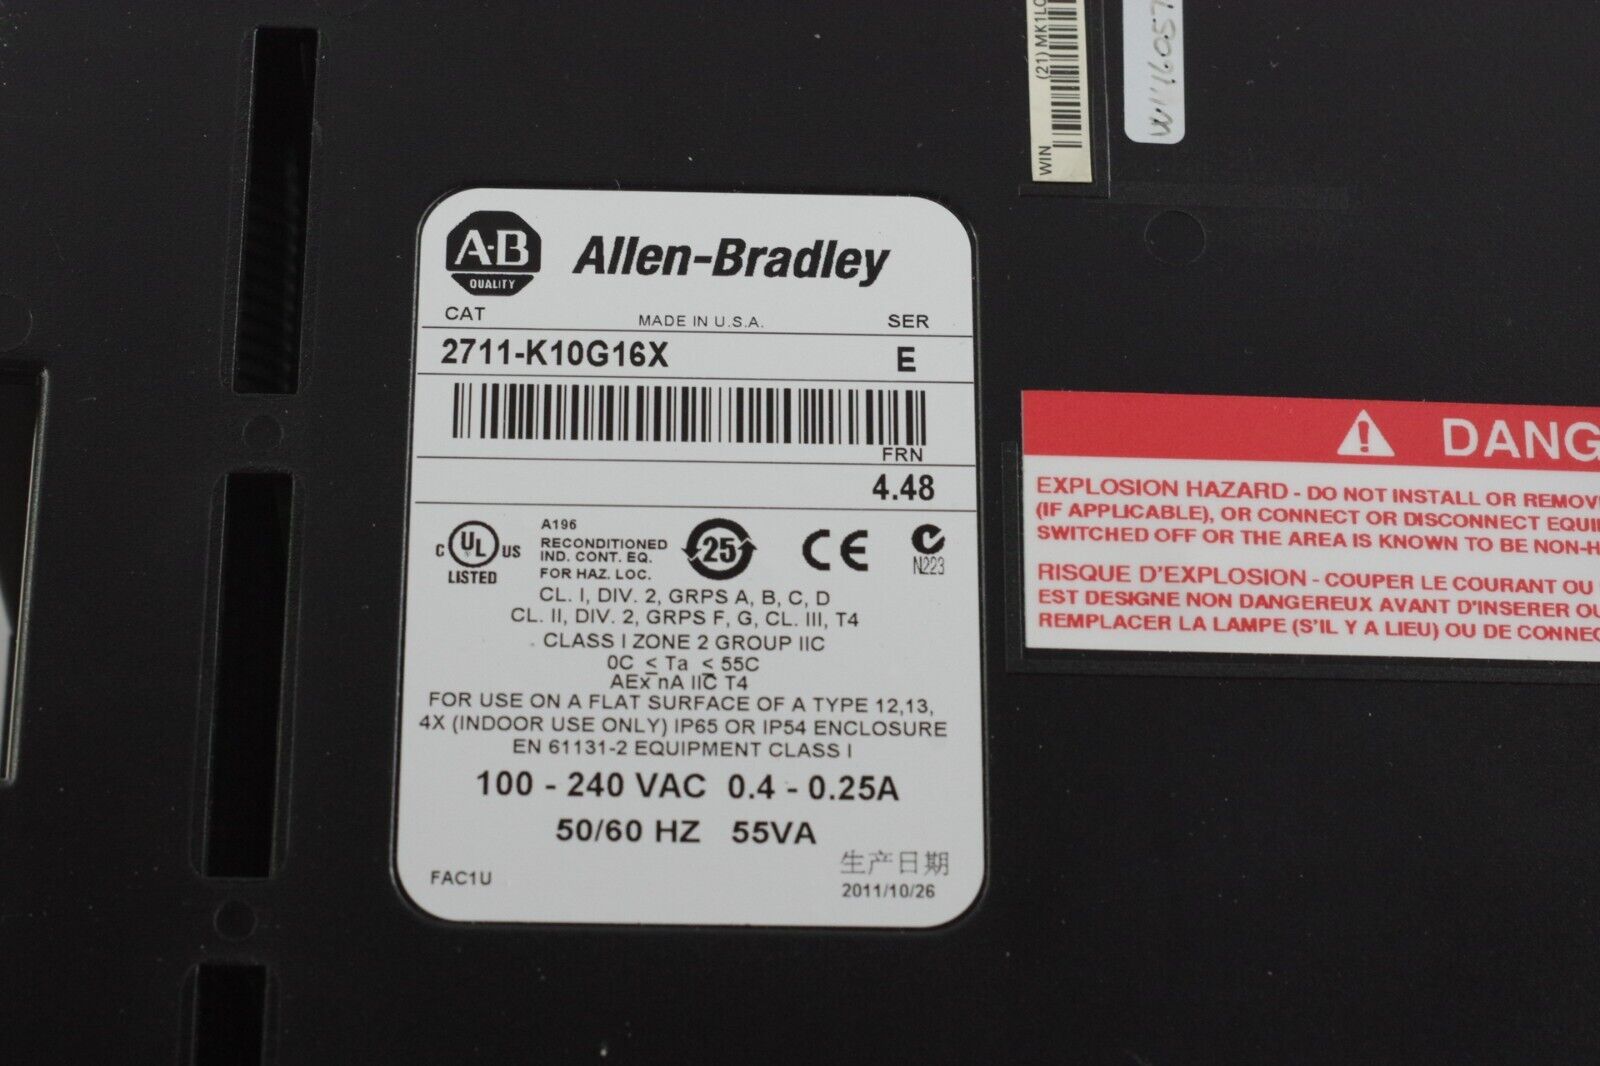 A-B
QUALITY
Allen-Bradley
CAT
MADE IN U.S.A.
SER
2711-K10G16X
E
FRN
4.48
C UL US
LISTED
A196
RECONDITIONED
IND. CONT. EQ.
FOR HAZ. LOC.
25
CE
N223
CL. I, DIV. 2, GRPS A, B, C, D
CL. II, DIV. 2, GRPS F, G, CL. III, T4
CLASS I ZONE 2 GROUP IIC
0C ≤ Ta ≤ 55C
AEx nA IIC T4
FOR USE ON A FLAT SURFACE OF A TYPE 12,13,
4X (INDOOR USE ONLY) IP65 OR IP54 ENCLOSURE
EN 61131-2 EQUIPMENT CLASS I
100 - 240 VAC 0.4 - 0.25A
50/60 HZ 55VA
FAC1U
生产日期
2011/10/26
WIN
(21) MK1LO
DANG
EXPLOSION HAZARD - DO NOT INSTALL OR REMOV
(IF APPLICABLE), OR CONNECT OR DISCONNECT EQUI
SWITCHED OFF OR THE AREA IS KNOWN TO BE NON-H
RISQUE D'EXPLOSION - COUPER LE COURANT OU
EST DESIGNE NON DANGEREUX AVANT D'INSERER OU
REMPLACER LA LAMPE (S'IL Y A LIEU) OU DE CONNEC